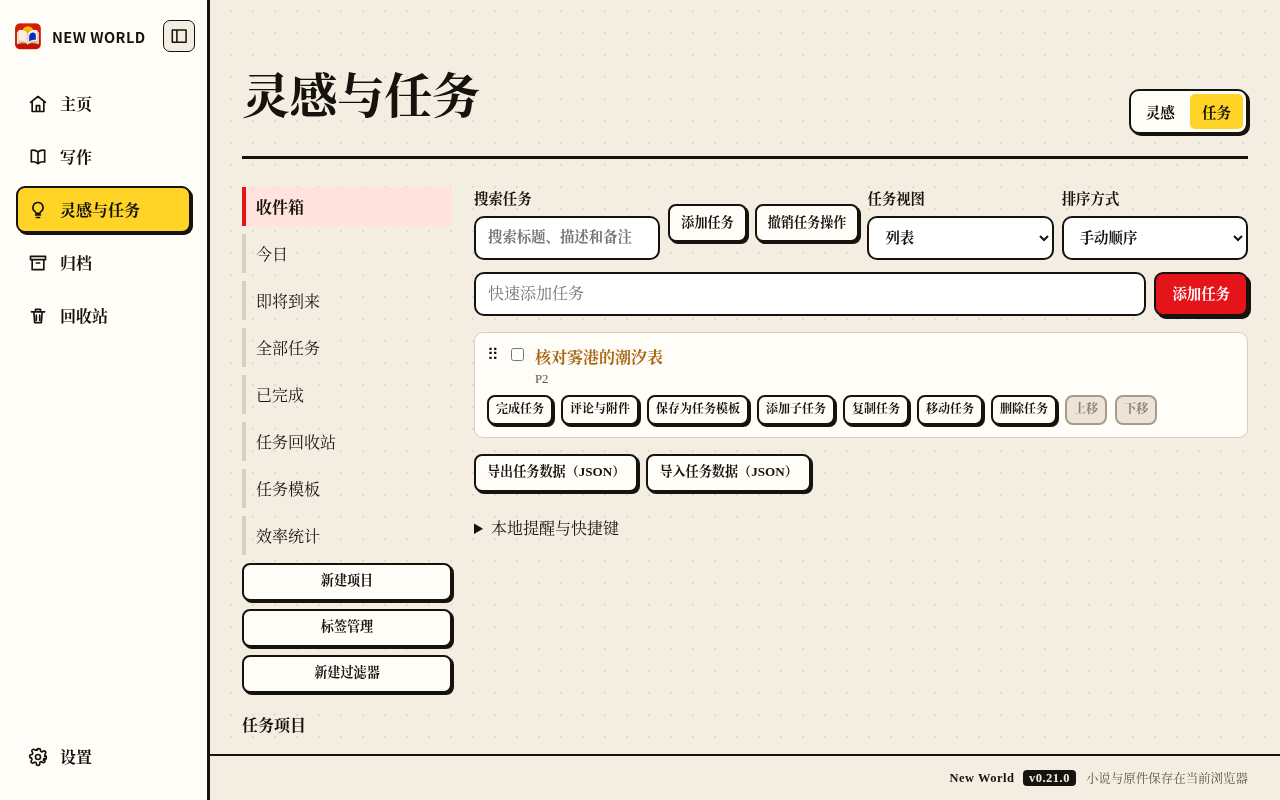 NEW WORLD
主页
写作
灵感与任务
归档
回收站
设置
灵感与任务
灵感 任务
收件箱
今日
即将到来
全部任务
已完成
任务回收站
任务模板
效率统计
新建项目
标签管理
新建过滤器
任务项目
搜索任务
搜索标题、描述和备注
添加任务 撤销任务操作
任务视图
列表
排序方式
手动顺序
快速添加任务 添加任务
核对雾港的潮汐表
P2
完成任务 评论与附件 保存为任务模板 添加子任务 复制任务 移动任务 删除任务 上移 下移
导出任务数据（JSON） 导入任务数据（JSON）
本地提醒与快捷键
New World v0.21.0 小说与原件保存在当前浏览器